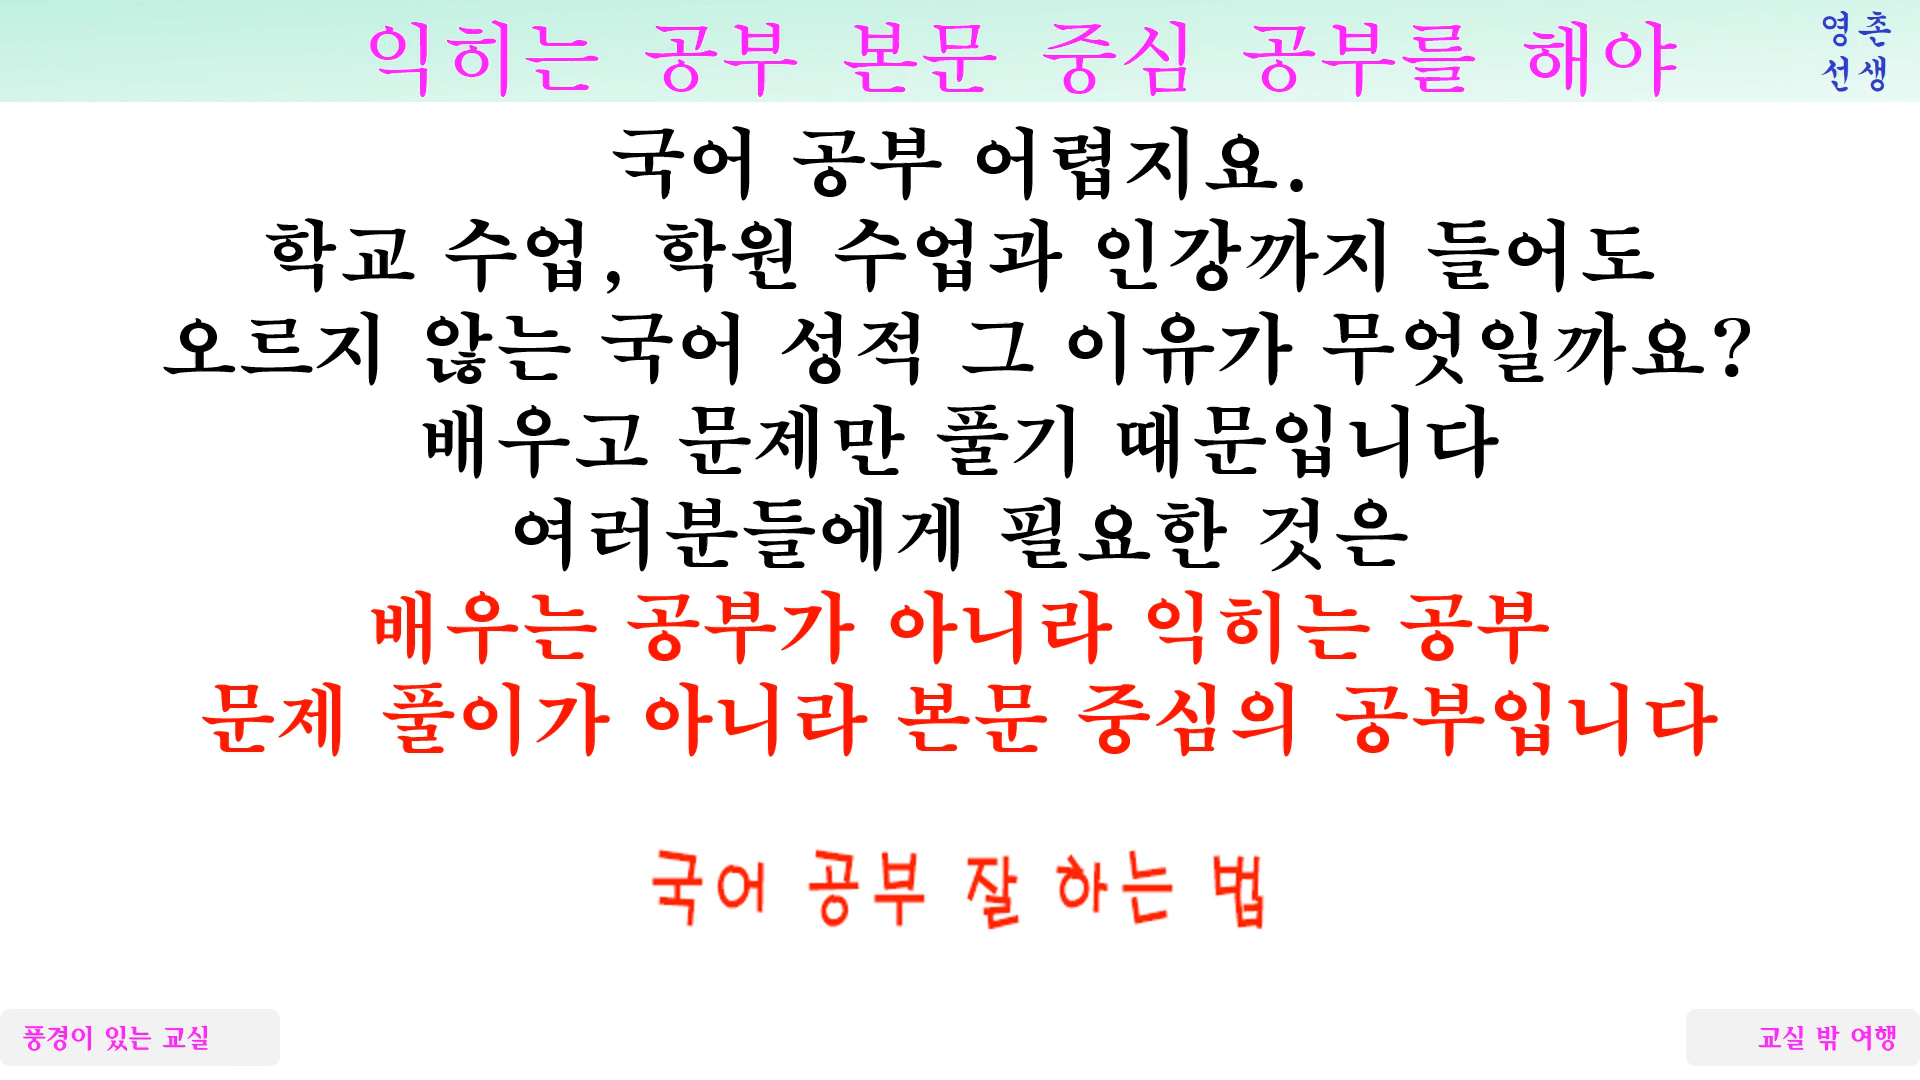 익히는 공부 본문 중심 공부를 해야
영촌
선생
국어 공부 어렵지요.
학교 수업, 학원 수업과 인강까지 들어도
오르지 않는 국어 성적 그 이유가 무엇일까요?
배우고 문제만 풀기 때문입니다
여러분들에게 필요한 것은
배우는 공부가 아니라 익히는 공부
문제 풀이가 아니라 본문 중심의 공부입니다
국어 공부 잘 하는 법
풍경이 있는 교실
교실 밖 여행